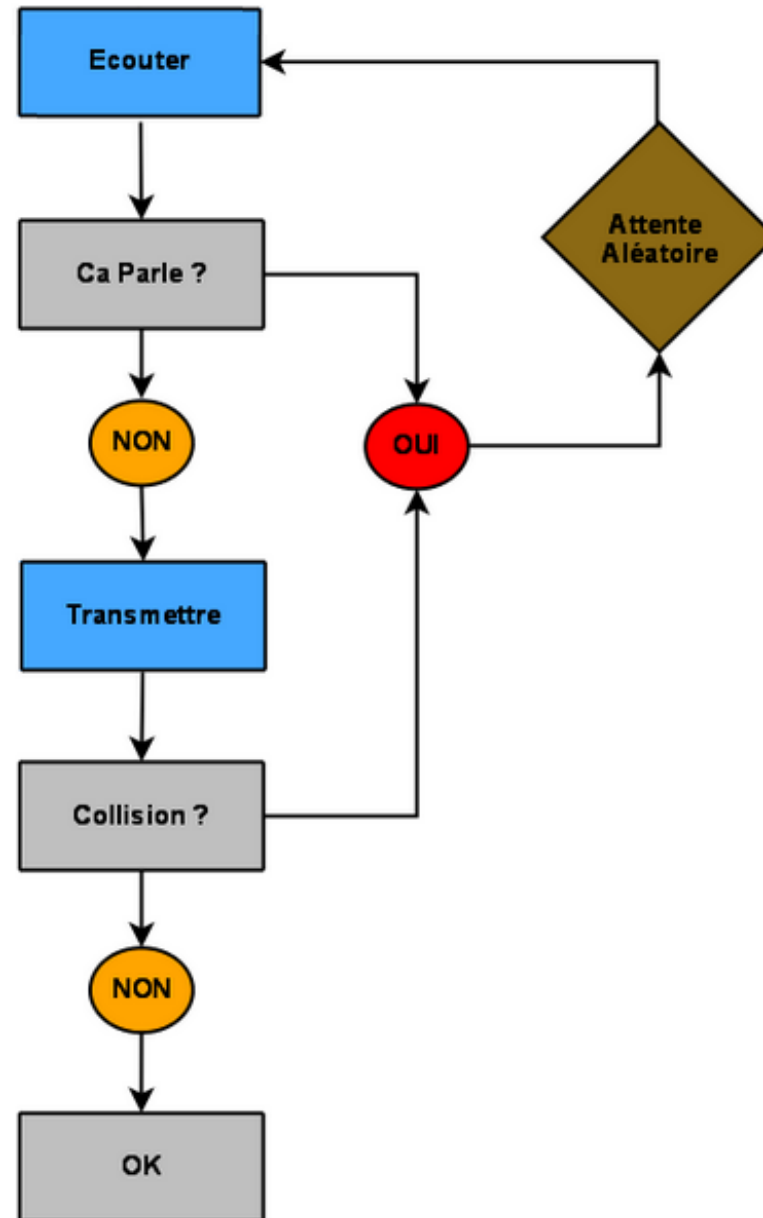 Ecouter
Attente
Aléatoire
Ca Parle ?
NON
OUI
Transmettre
Collision ?
NON
OK